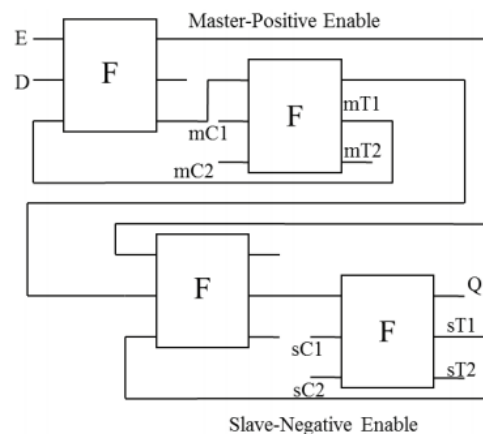 Master-Positive Enable
E
D
F
mC1
F
mT1
mC2
mT2
F
F
Q
sC1
sT1
sC2
sT2
Slave-Negative Enable